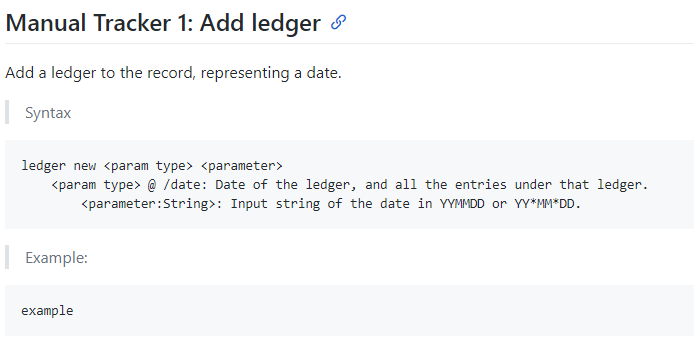 Manual Tracker 1: Add ledger
Add a ledger to the record, representing a date.
Syntax
ledger new <param type> <parameter>
<param type> @ /date: Date of the ledger, and all the entries under that ledger.
<parameter:String>: Input string of the date in YYMMDD or YY*MM*DD.
Example:
example